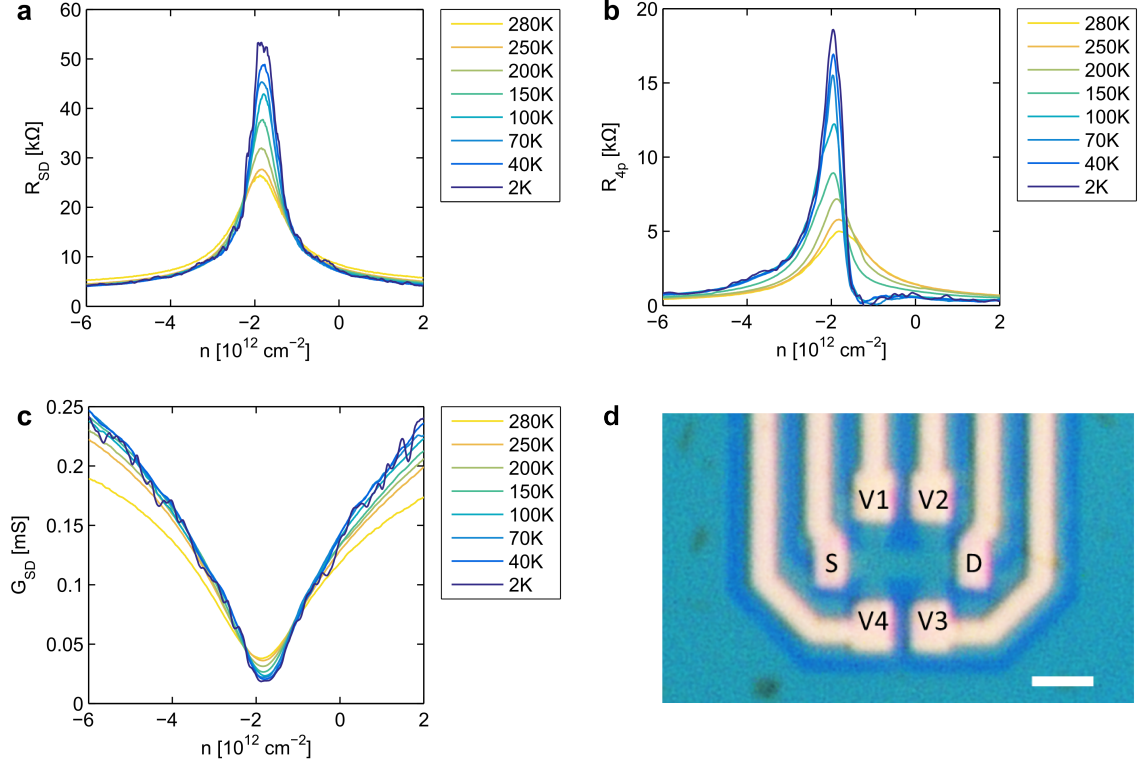 a
60
50
40
30
20
10
0
R_SD [kΩ]
−6 −4 −2 0 2
n [10^12 cm^−2]
280K
250K
200K
150K
100K
70K
40K
2K
b
20
15
10
5
0
R_4p [kΩ]
−6 −4 −2 0 2
n [10^12 cm^−2]
280K
250K
200K
150K
100K
70K
40K
2K
c
0.25
0.2
0.15
0.1
0.05
0
G_SD [mS]
−6 −4 −2 0 2
n [10^12 cm^−2]
280K
250K
200K
150K
100K
70K
40K
2K
d
V1 V2
S D
V4 V3